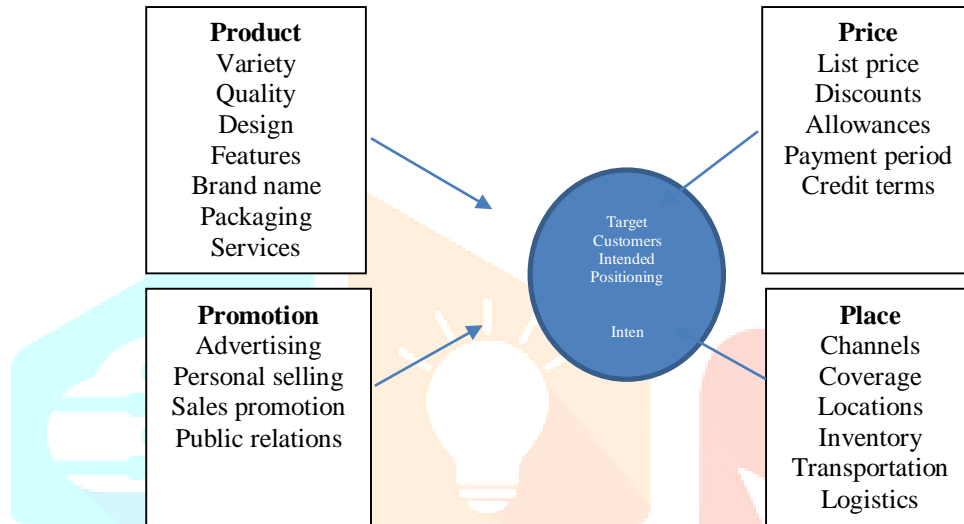 Product
Variety
Quality
Design
Features
Brand name
Packaging
Services
Price
List price
Discounts
Allowances
Payment period
Credit terms
Target
Customers
Intended
Positioning
Inten
Promotion
Advertising
Personal selling
Sales promotion
Public relations
Place
Channels
Coverage
Locations
Inventory
Transportation
Logistics